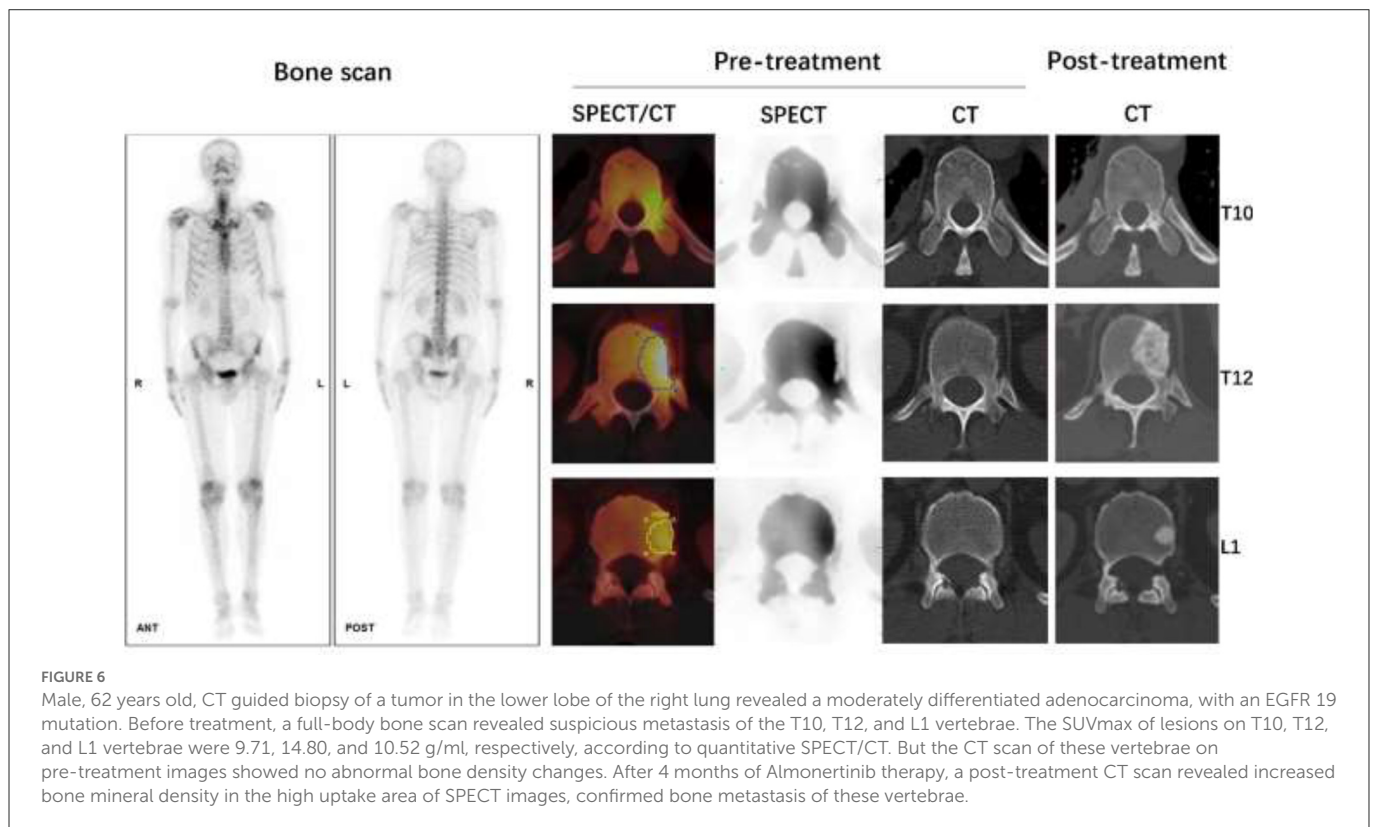 Bone scan
Pre-treatment
Post-treatment
SPECT/CT
SPECT
CT
CT
T10
T12
L1
R
L
L
R
ANT
POST
FIGURE 6
Male, 62 years old, CT guided biopsy of a tumor in the lower lobe of the right lung revealed a moderately differentiated adenocarcinoma, with an EGFR 19
mutation. Before treatment, a full-body bone scan revealed suspicious metastasis of the T10, T12, and L1 vertebrae. The SUVmax of lesions on T10, T12,
and L1 vertebrae were 9.71, 14.80, and 10.52 g/ml, respectively, according to quantitative SPECT/CT. But the CT scan of these vertebrae on
pre-treatment images showed no abnormal bone density changes. After 4 months of Almonertinib therapy, a post-treatment CT scan revealed increased
bone mineral density in the high uptake area of SPECT images, confirmed bone metastasis of these vertebrae.